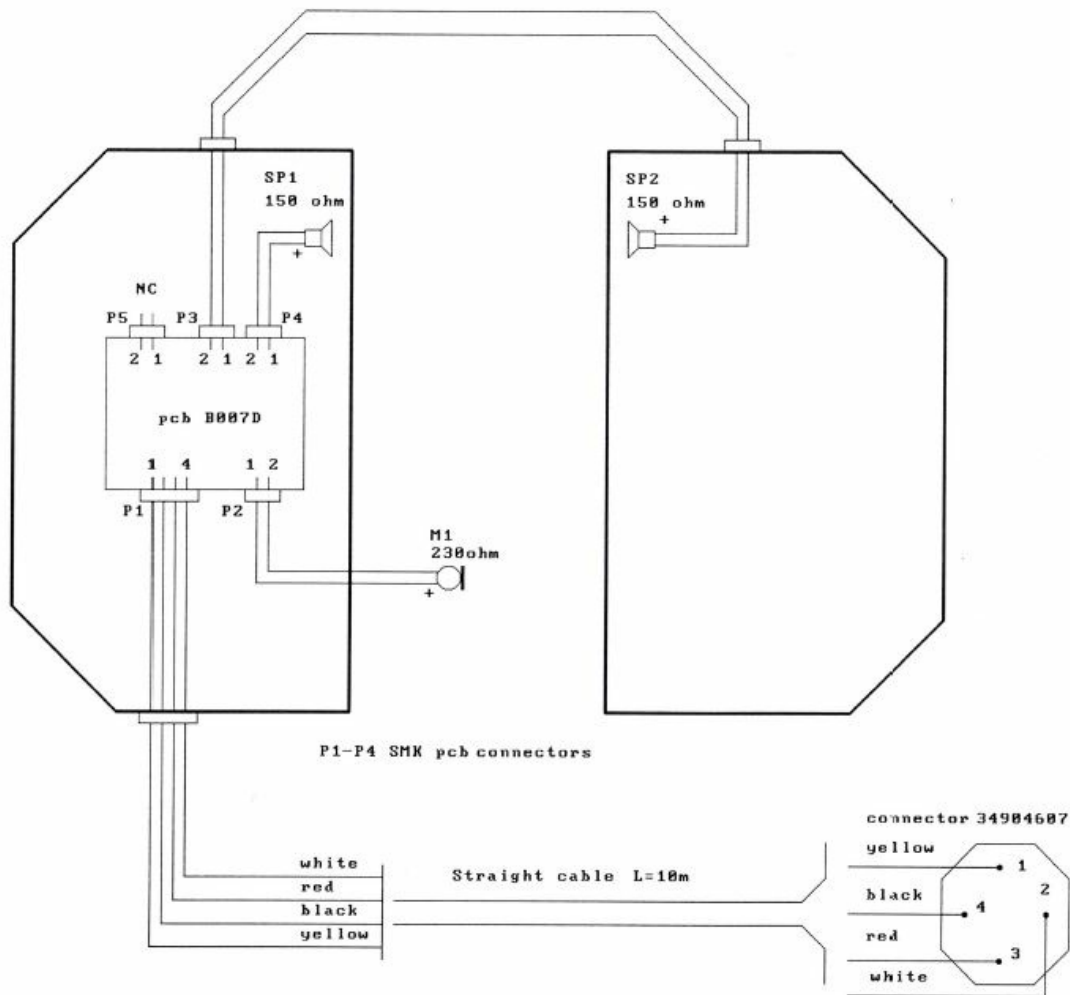 SP1
150 ohm
+
SP2
150 ohm
+
NC
P5 P3 P4
2 1 2 1 2 1
pcb B007D
1 4 1 2
P1 P2
M1
230ohm
+
P1-P4 SMK pcb connectors
white
red
black
yellow
Straight cable L=10m
connector 34904607
yellow
black
red
white
1
2
4
3